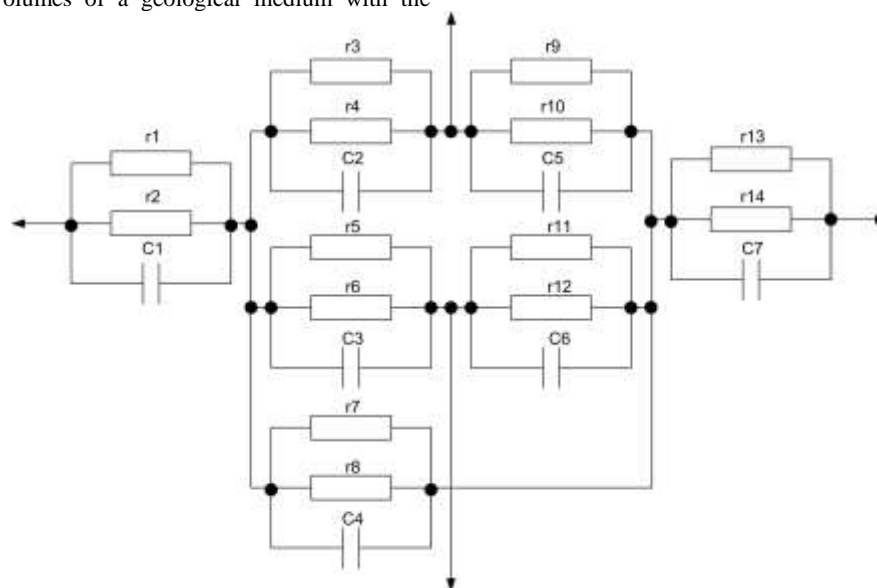 olumes of a geological medium with the
r3
r9
r4
r10
C2
C5
r1
r13
r2
r14
C1
C7
r5
r11
r6
r12
C3
C6
r7
r8
C4